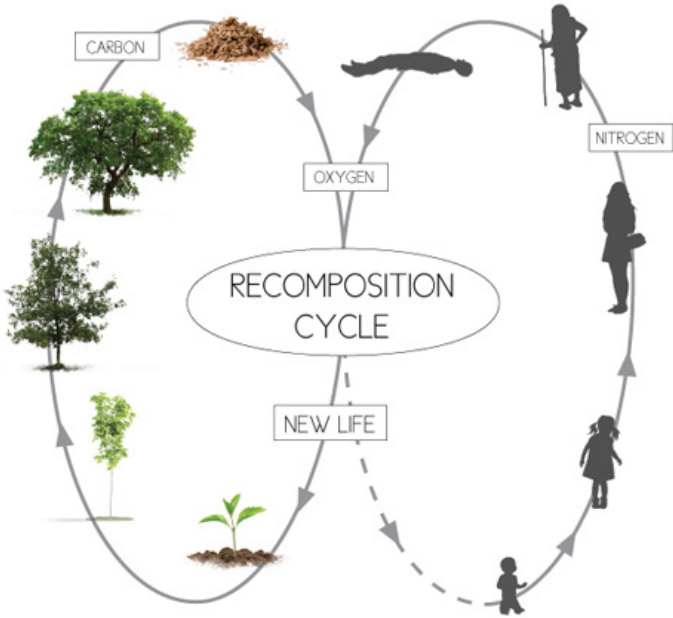 CARBON
NITROGEN
OXYGEN
RECOMPOSITION
CYCLE
NEW LIFE